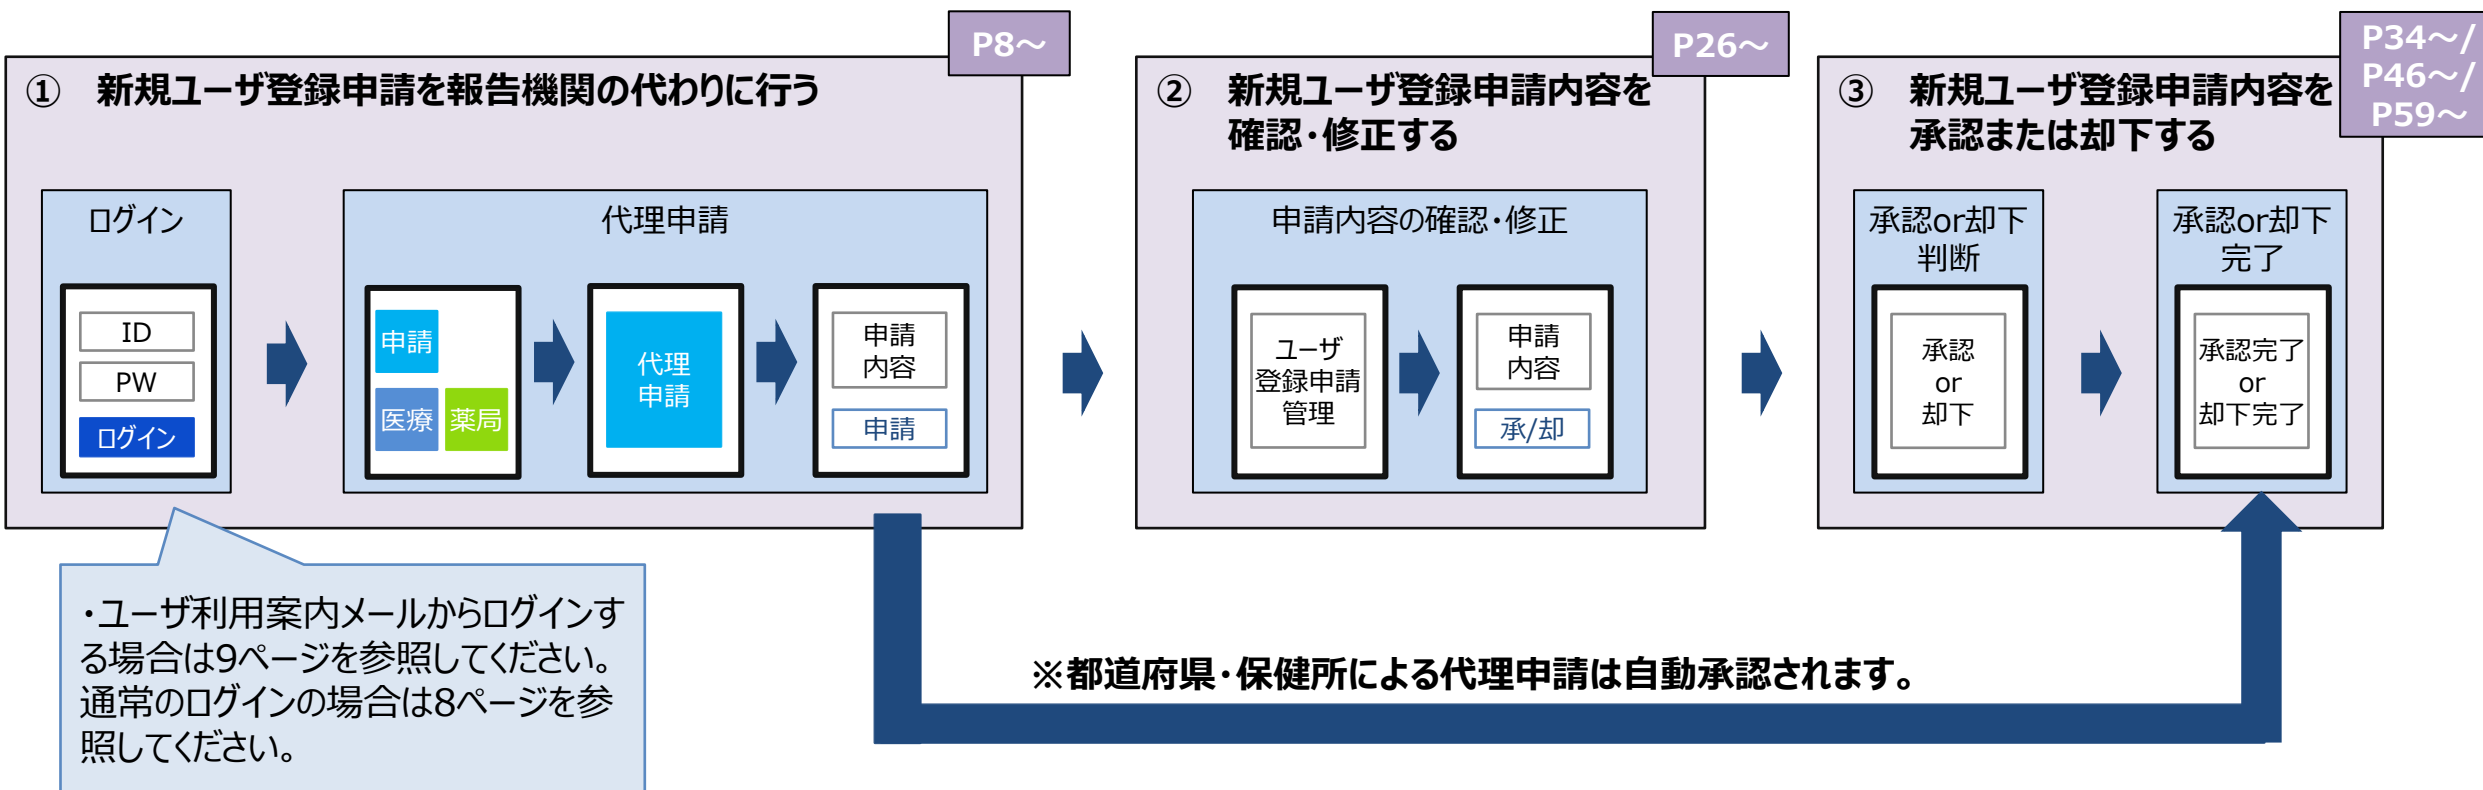 P8～
① 新規ユーザ登録申請を報告機関の代わりに行う
ログイン
ID
PW
ログイン
代理申請
申請
医療
薬局
代理
申請
申請
内容
申請
・ユーザ利用案内メールからログインす
る場合は9ページを参照してください。
通常のログインの場合は8ページを参
照してください。
P26～
② 新規ユーザ登録申請内容を
確認・修正する
申請内容の確認・修正
ユーザ
登録申請
管理
申請
内容
承/却
P34～/
P46～/
P59～
③ 新規ユーザ登録申請内容を
承認または却下する
承認or却下
判断
承認
or
却下
承認or却下
完了
承認完了
or
却下完了
※都道府県・保健所による代理申請は自動承認されます。